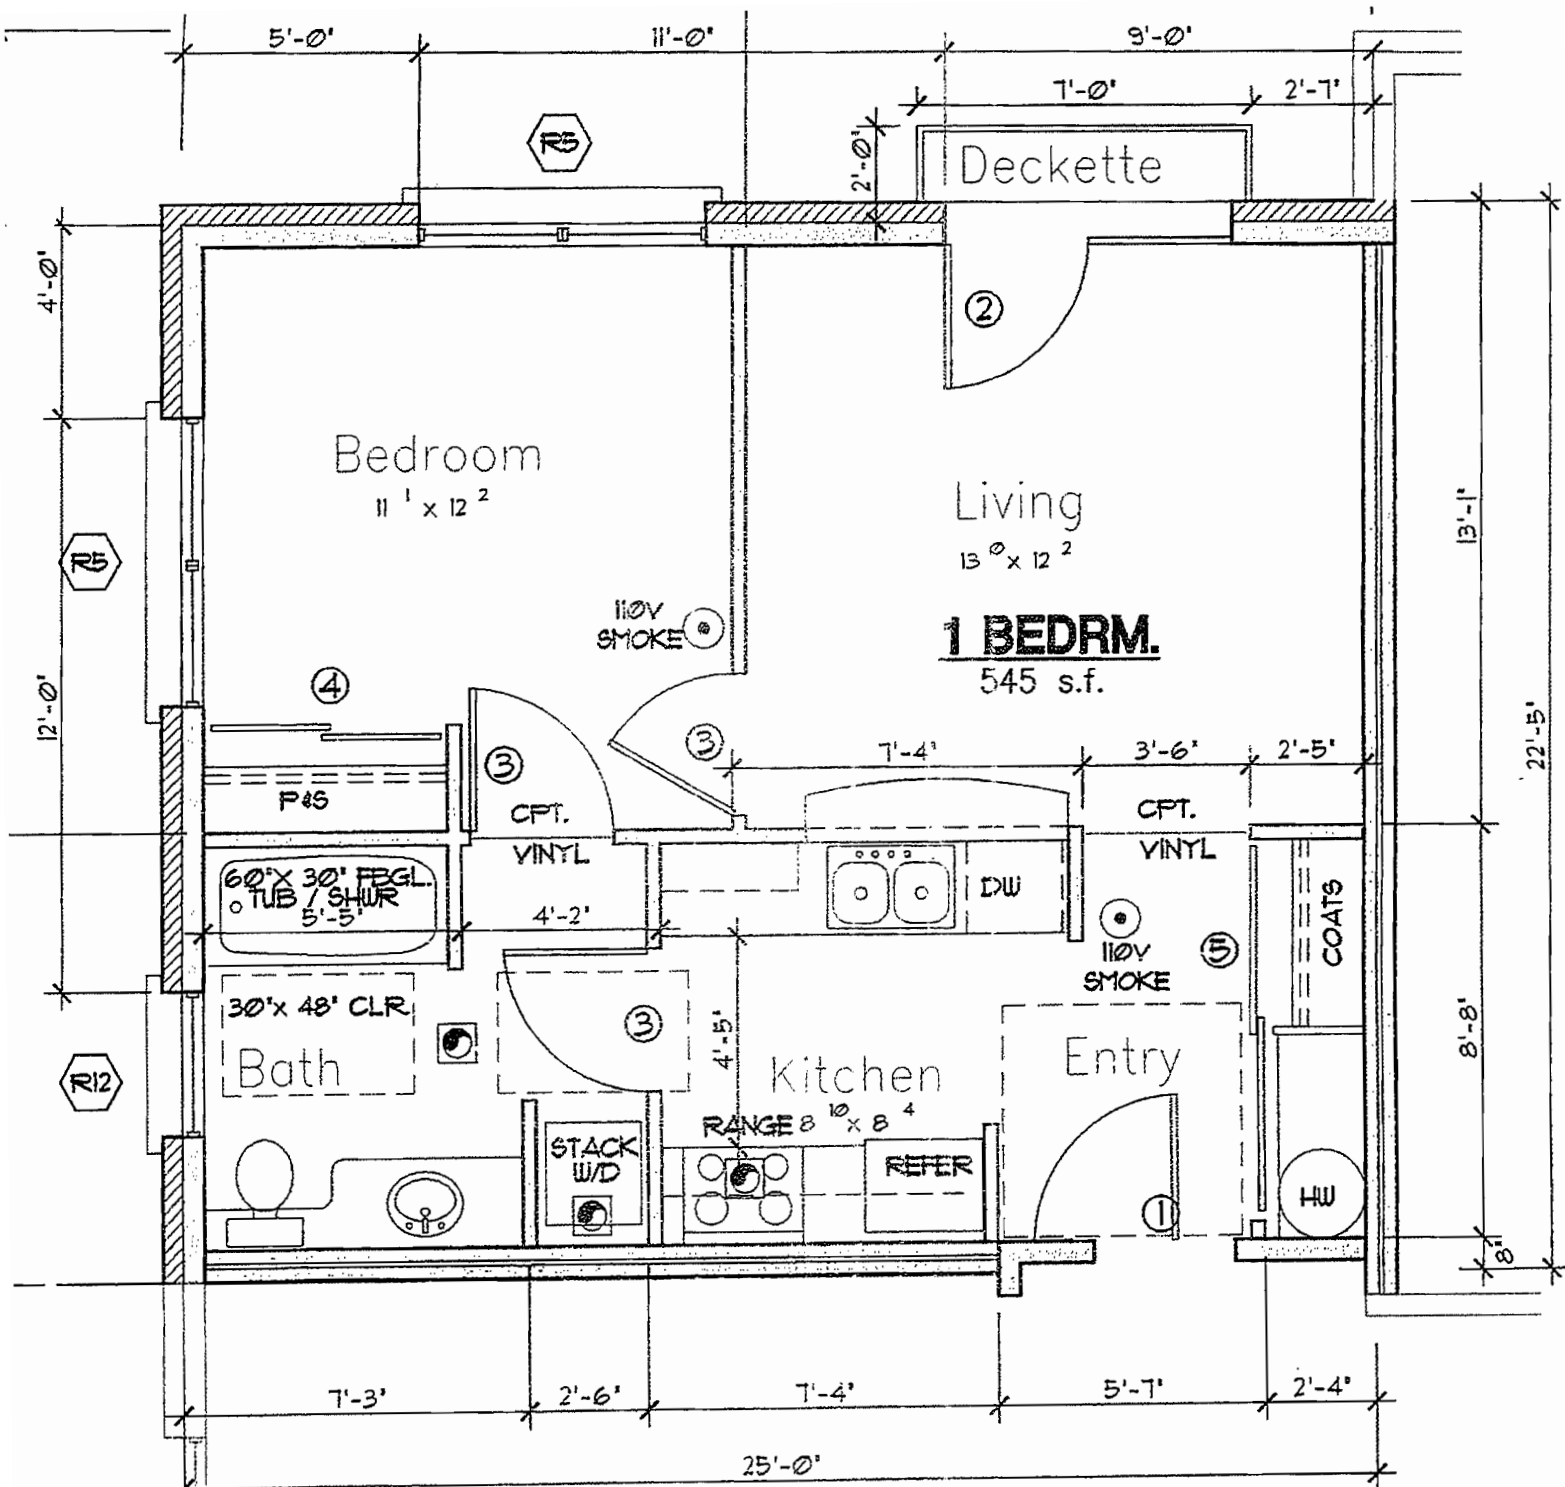 5'-0" 11'-0" 9'-0"
7'-0" 2'-7"
R5
2'-0"
Deckette
4'-0"
2
Bedroom
11 1 x 12 2
Living
13 0 x 12 2
13'-1"
R5
110V
SMOKE
1 BEDRM.
545 s.f.
22'-5"
4
12'-0"
3
3
7'-4" 3'-6" 2'-5"
P&S
CPT.
VINYL
CPT.
VINYL
60"X 30" FBGL.
TUB / SHWR
5'-5" 4'-2"
DW
COATS
110V
SMOKE
5
30"x 48" CLR
3
4'-5"
8'-8"
Bath
Kitchen
8 10 x 8 4
Entry
R12
RANGE
STACK
W/D
REFER
1
HW
8"
7'-3" 2'-6" 7'-4" 5'-7" 2'-4"
25'-0"